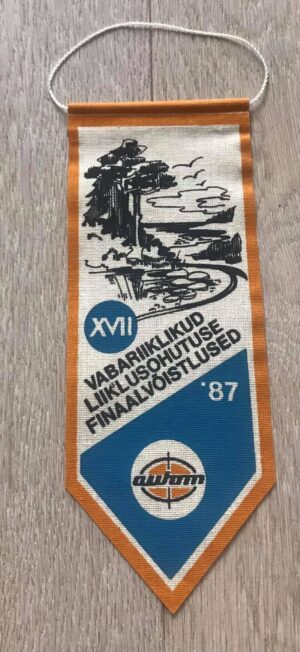 XVII
VABARIIKLIKUD
LIIKLUSOHUTUSE
FINAALVÕISTLUSED
'87
autom